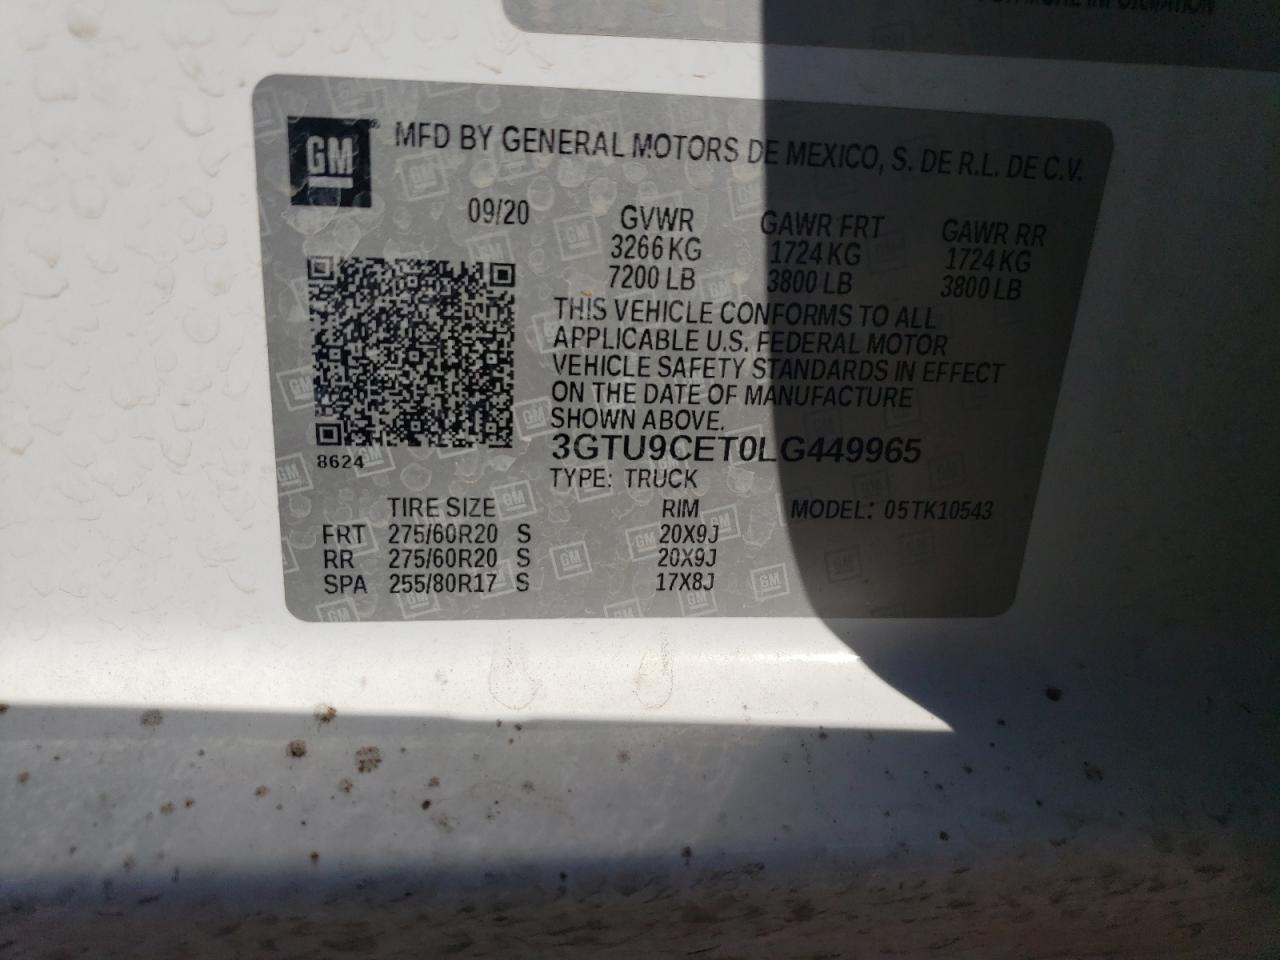 INFORMATION
GM
MFD BY GENERAL MOTORS DE MEXICO, S. DE R.L. DE C.V.
09/20
GVWR GAWR FRT GAWR RR
3266 KG 1724 KG 1724 KG
7200 LB 3800 LB 3800 LB
THIS VEHICLE CONFORMS TO ALL
APPLICABLE U.S. FEDERAL MOTOR
VEHICLE SAFETY STANDARDS IN EFFECT
ON THE DATE OF MANUFACTURE
SHOWN ABOVE.
8624
3GTU9CET0LG449965
TYPE: TRUCK
TIRE SIZE RIM MODEL: 05TK10543
FRT 275/60R20 S 20X9J
RR 275/60R20 S 20X9J
SPA 255/80R17 S 17X8J